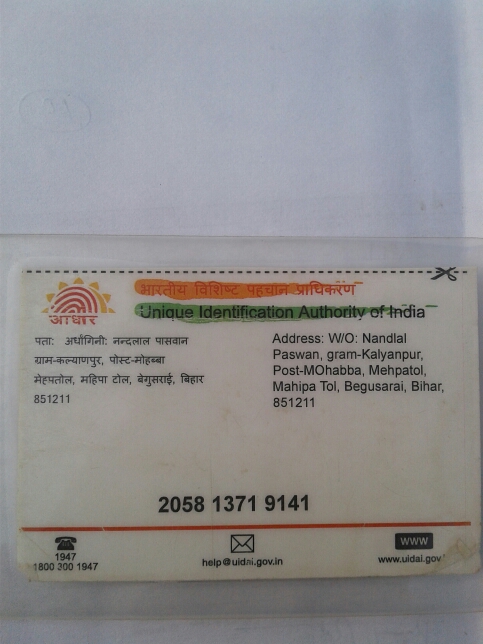 भारतीय विशिष्ट पहचान प्राधिकरण
Unique Identification Authority of India
आधार
पता: अर्धांगिनी: नन्दलाल पासवान
ग्राम-कल्याणपुर, पोस्ट-मोहब्बा
मेहपतोल, महिपा टोल, बेगुसराई, बिहार
851211
Address: W/O: Nandlal
Paswan, gram-Kalyanpur,
Post-MOhabba, Mehpatol,
Mahipa Tol, Begusarai, Bihar,
851211
2058 1371 9141
1947
1800 300 1947
help@uidai.gov.in
WWW
www.uidai.gov